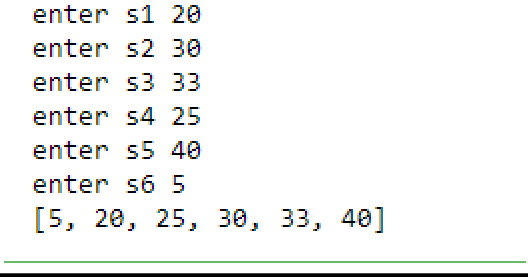 enter s1 20
enter s2 30
enter s3 33
enter s4 25
enter s5 40
enter s6 5
[5, 20, 25, 30, 33, 40]